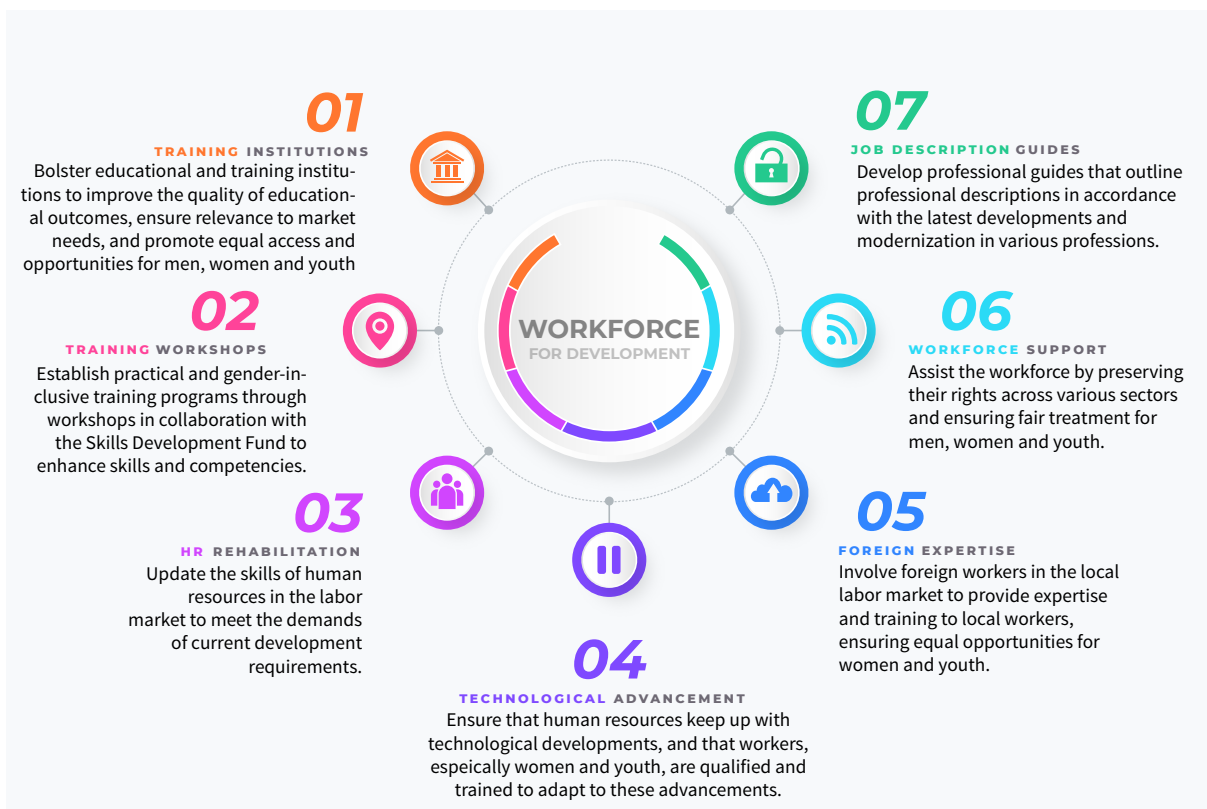 01
TRAINING INSTITUTIONS
Bolster educational and training institu-
tions to improve the quality of education-
al outcomes, ensure relevance to market
needs, and promote equal access and
opportunities for men, women and youth
02
TRAINING WORKSHOPS
Establish practical and gender-in-
clusive training programs through
workshops in collaboration with
the Skills Development Fund to
enhance skills and competencies.
03
HR REHABILITATION
Update the skills of human
resources in the labor
market to meet the demands
of current development
requirements.
WORKFORCE
FOR DEVELOPMENT
04
TECHNOLOGICAL ADVANCEMENT
Ensure that human resources keep up with
technological developments, and that workers,
espeically women and youth, are qualified and
trained to adapt to these advancements.
05
FOREIGN EXPERTISE
Involve foreign workers in the local
labor market to provide expertise
and training to local workers,
ensuring equal opportunities for
women and youth.
06
WORKFORCE SUPPORT
Assist the workforce by preserving
their rights across various sectors
and ensuring fair treatment for
men, women and youth.
07
JOB DESCRIPTION GUIDES
Develop professional guides that outline
professional descriptions in accordance
with the latest developments and
modernization in various professions.